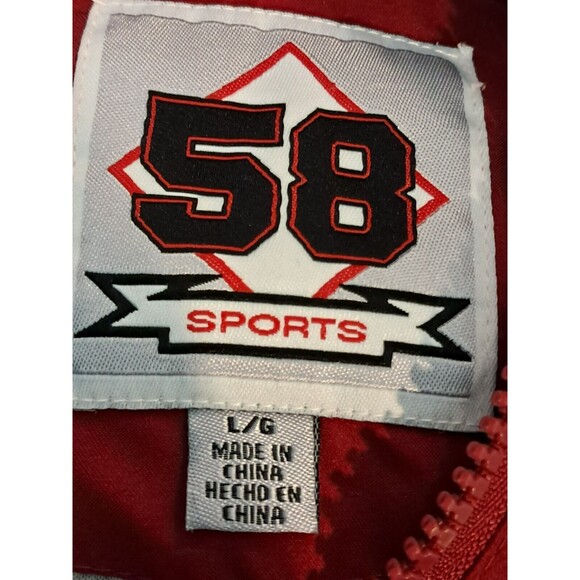 58
SPORTS
L/G
MADE IN
CHINA
HECHO EN
CHINA